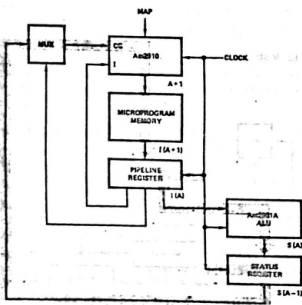 MAP
MUX
CC
I
Am2910
CLOCK
A+1
MICROPROGRAM
MEMORY
I(A+1)
PIPELINE
REGISTER
I(A)
Am2901A
ALU
S(A)
STATUS
REGISTER
S(A-1)